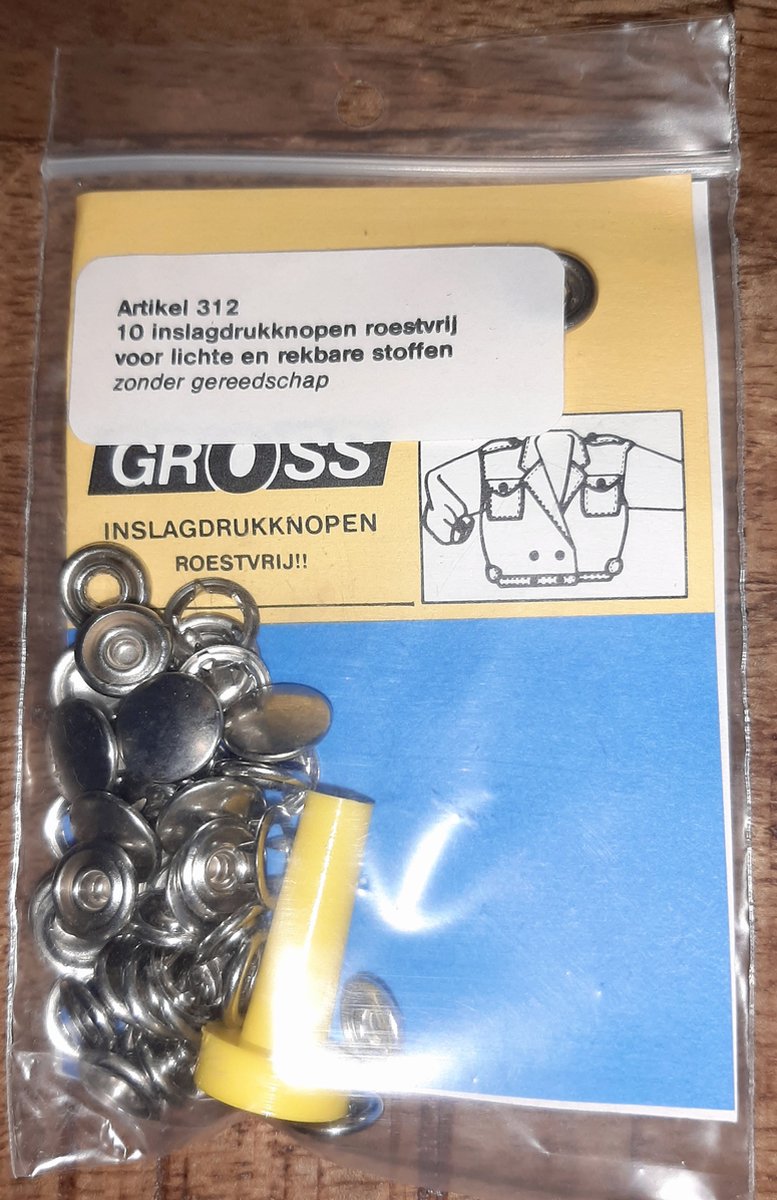 Artikel 312
10 inslagdrukknopen roestvrij
voor lichte en rekbare stoffen
zonder gereedschap
GROSS
INSLAGDRUKKNOPEN
ROESTVRIJ!!